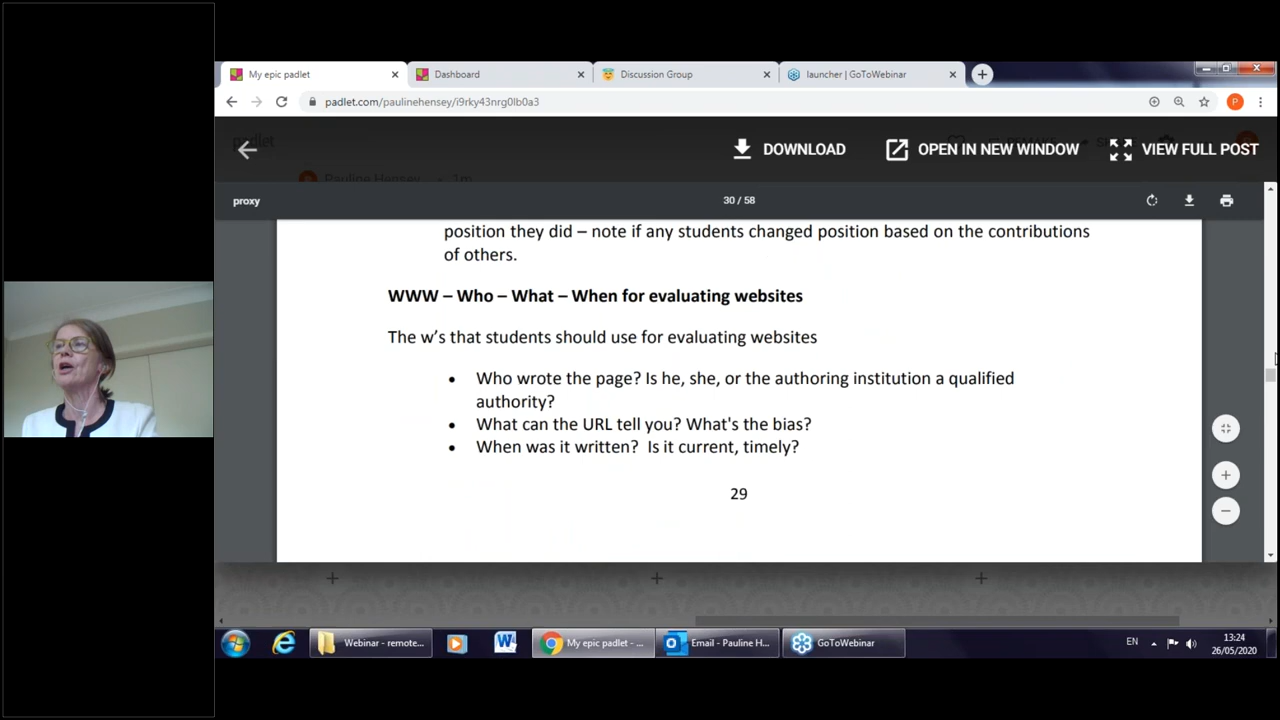 My epic padlet
Dashboard
Discussion Group
launcher | GoToWebinar
padlet.com/paulinehensey/i9rky43nrg0lb0a3
P
padlet
DOWNLOAD
OPEN IN NEW WINDOW
VIEW FULL POST
Pauline Hensey
1m
proxy
30 / 58
position they did – note if any students changed position based on the contributions
of others.
WWW – Who – What – When for evaluating websites
The w's that students should use for evaluating websites
• Who wrote the page? Is he, she, or the authoring institution a qualified
authority?
• What can the URL tell you? What's the bias?
• When was it written?  Is it current, timely?
29
Webinar - remote...
My epic padlet - ...
Email - Pauline H...
GoToWebinar
EN
13:24
26/05/2020